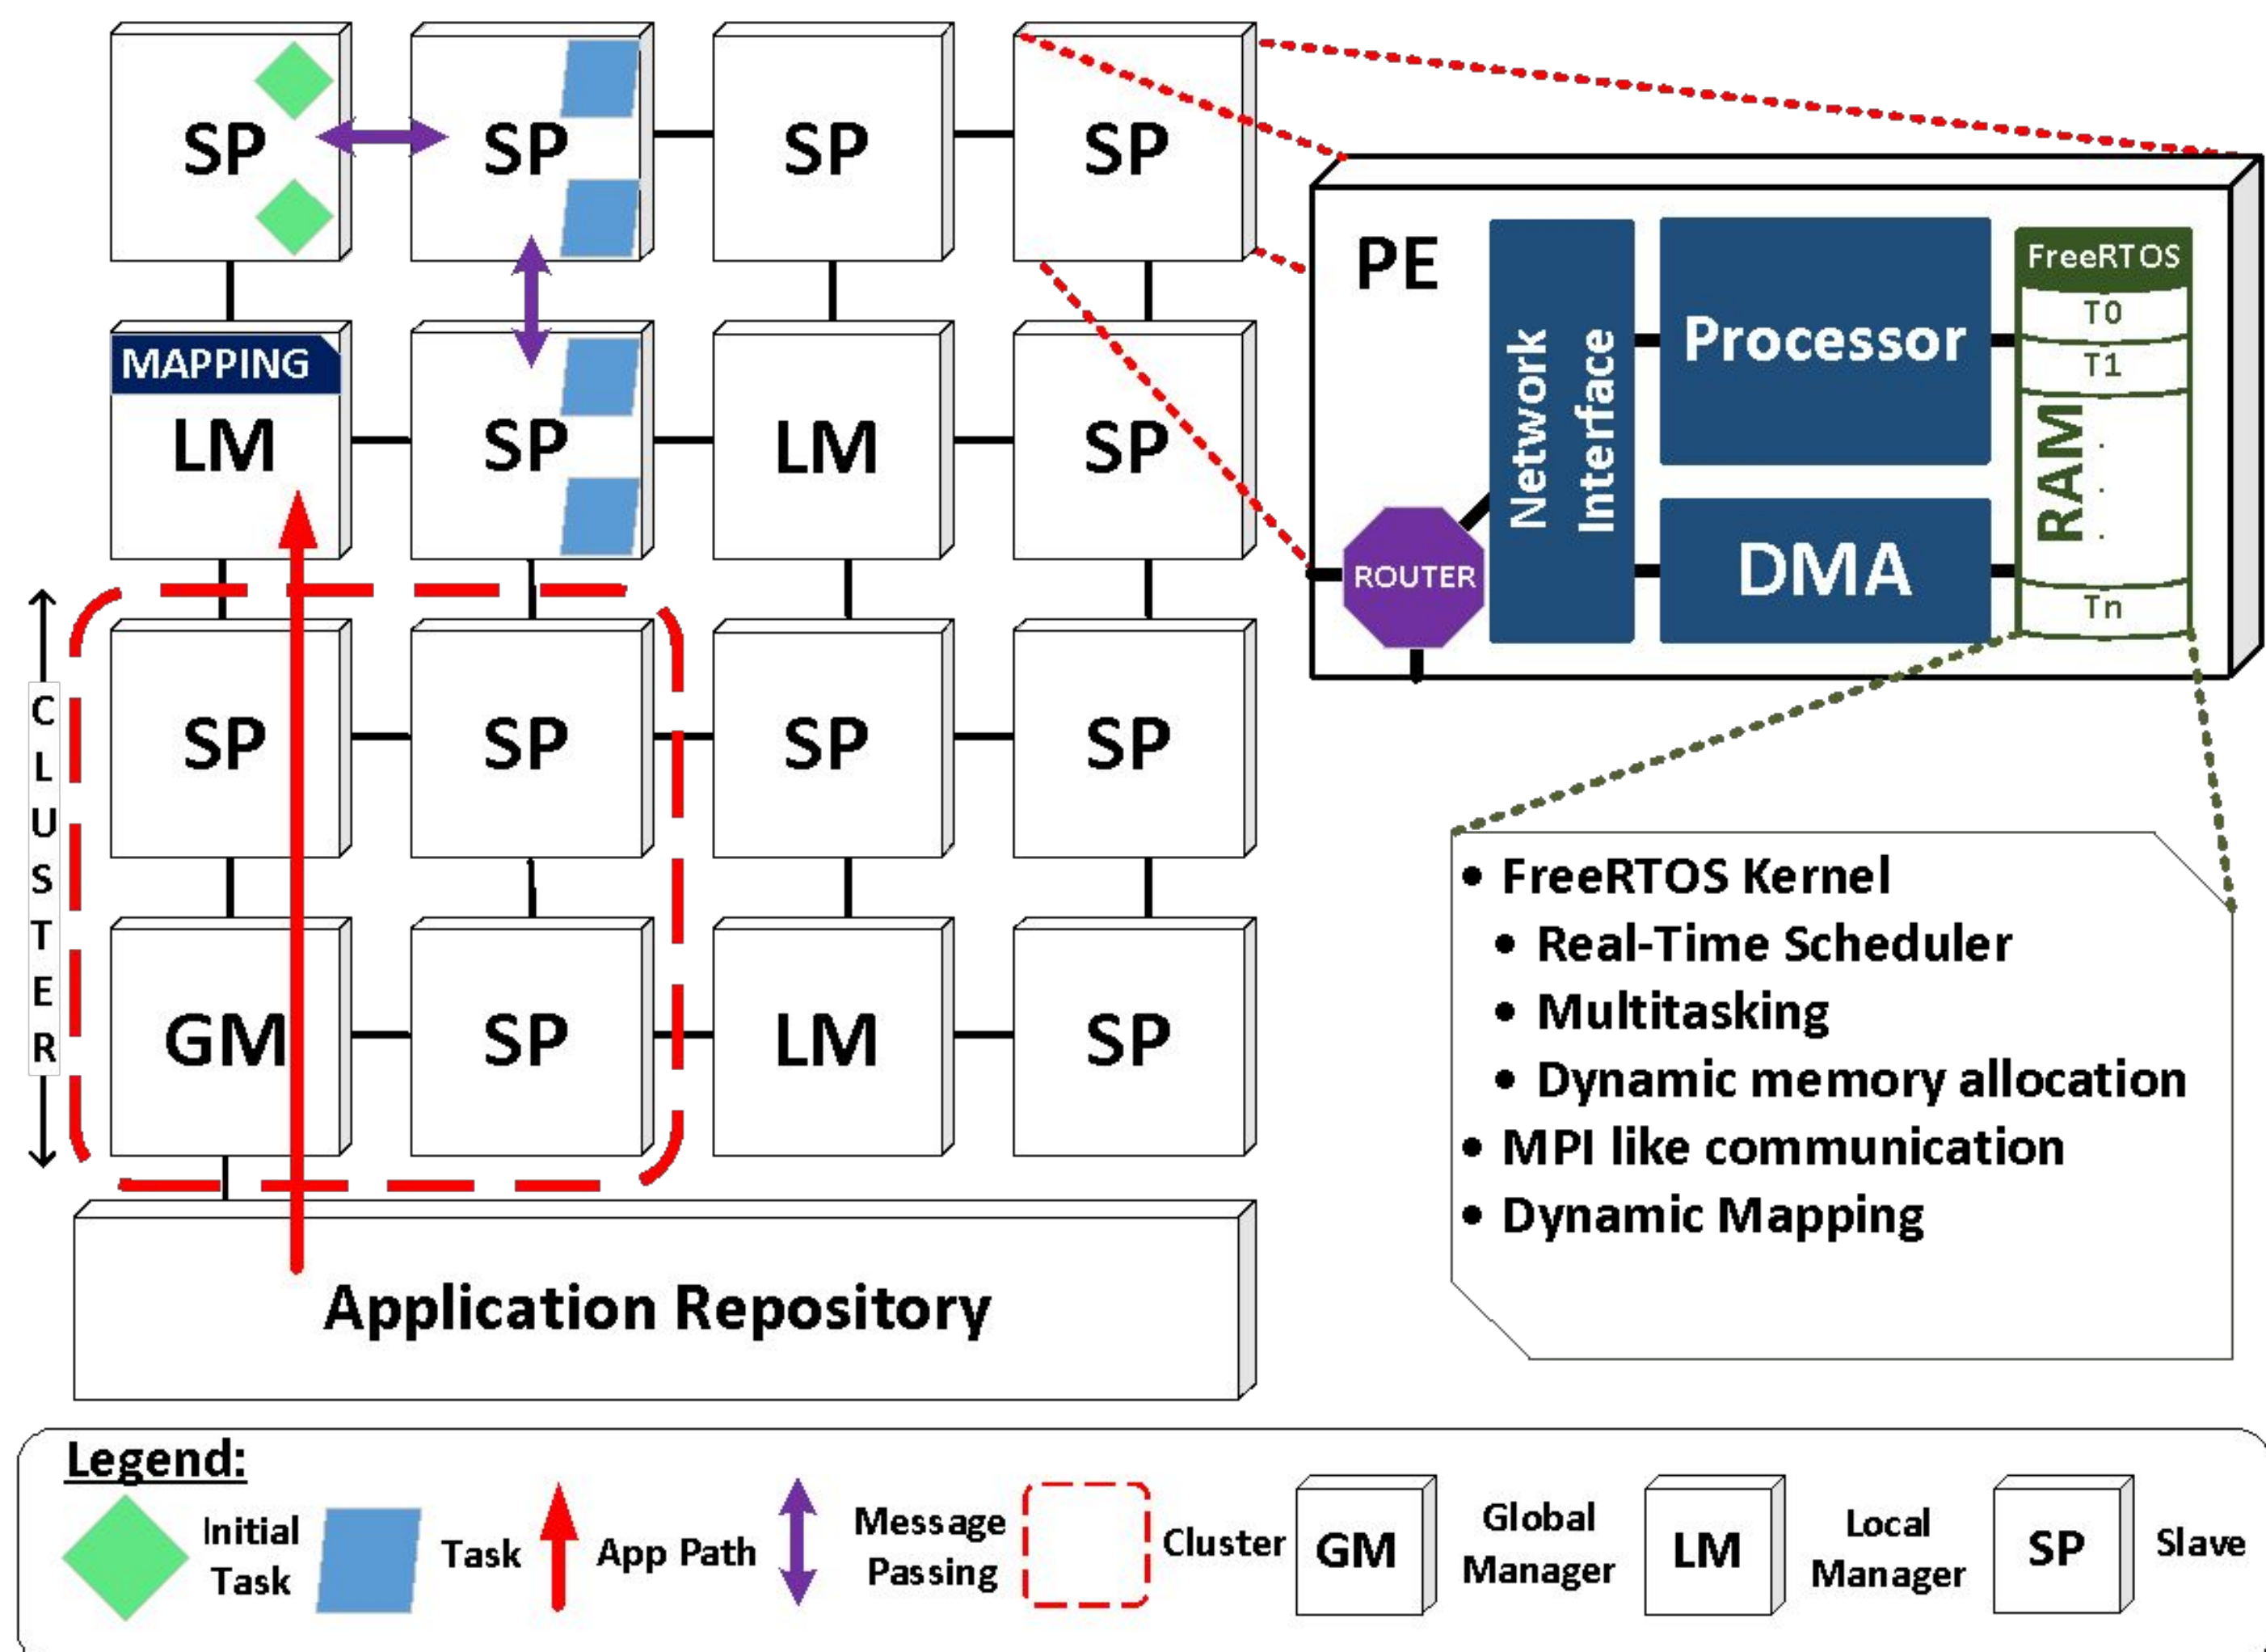 SP
SP
SP
SP
MAPPING
LM
SP
LM
SP
SP
SP
SP
SP
GM
SP
LM
SP
CLUSTER
Application Repository
PE
Network
Interface
Processor
DMA
ROUTER
FreeRTOS
T0
T1
RAM
. . .
Tn
• FreeRTOS Kernel
• Real-Time Scheduler
• Multitasking
• Dynamic memory allocation
• MPI like communication
• Dynamic Mapping
Legend:
Initial
Task
Task
App Path
Message
Passing
Cluster
GM
Global
Manager
LM
Local
Manager
SP
Slave